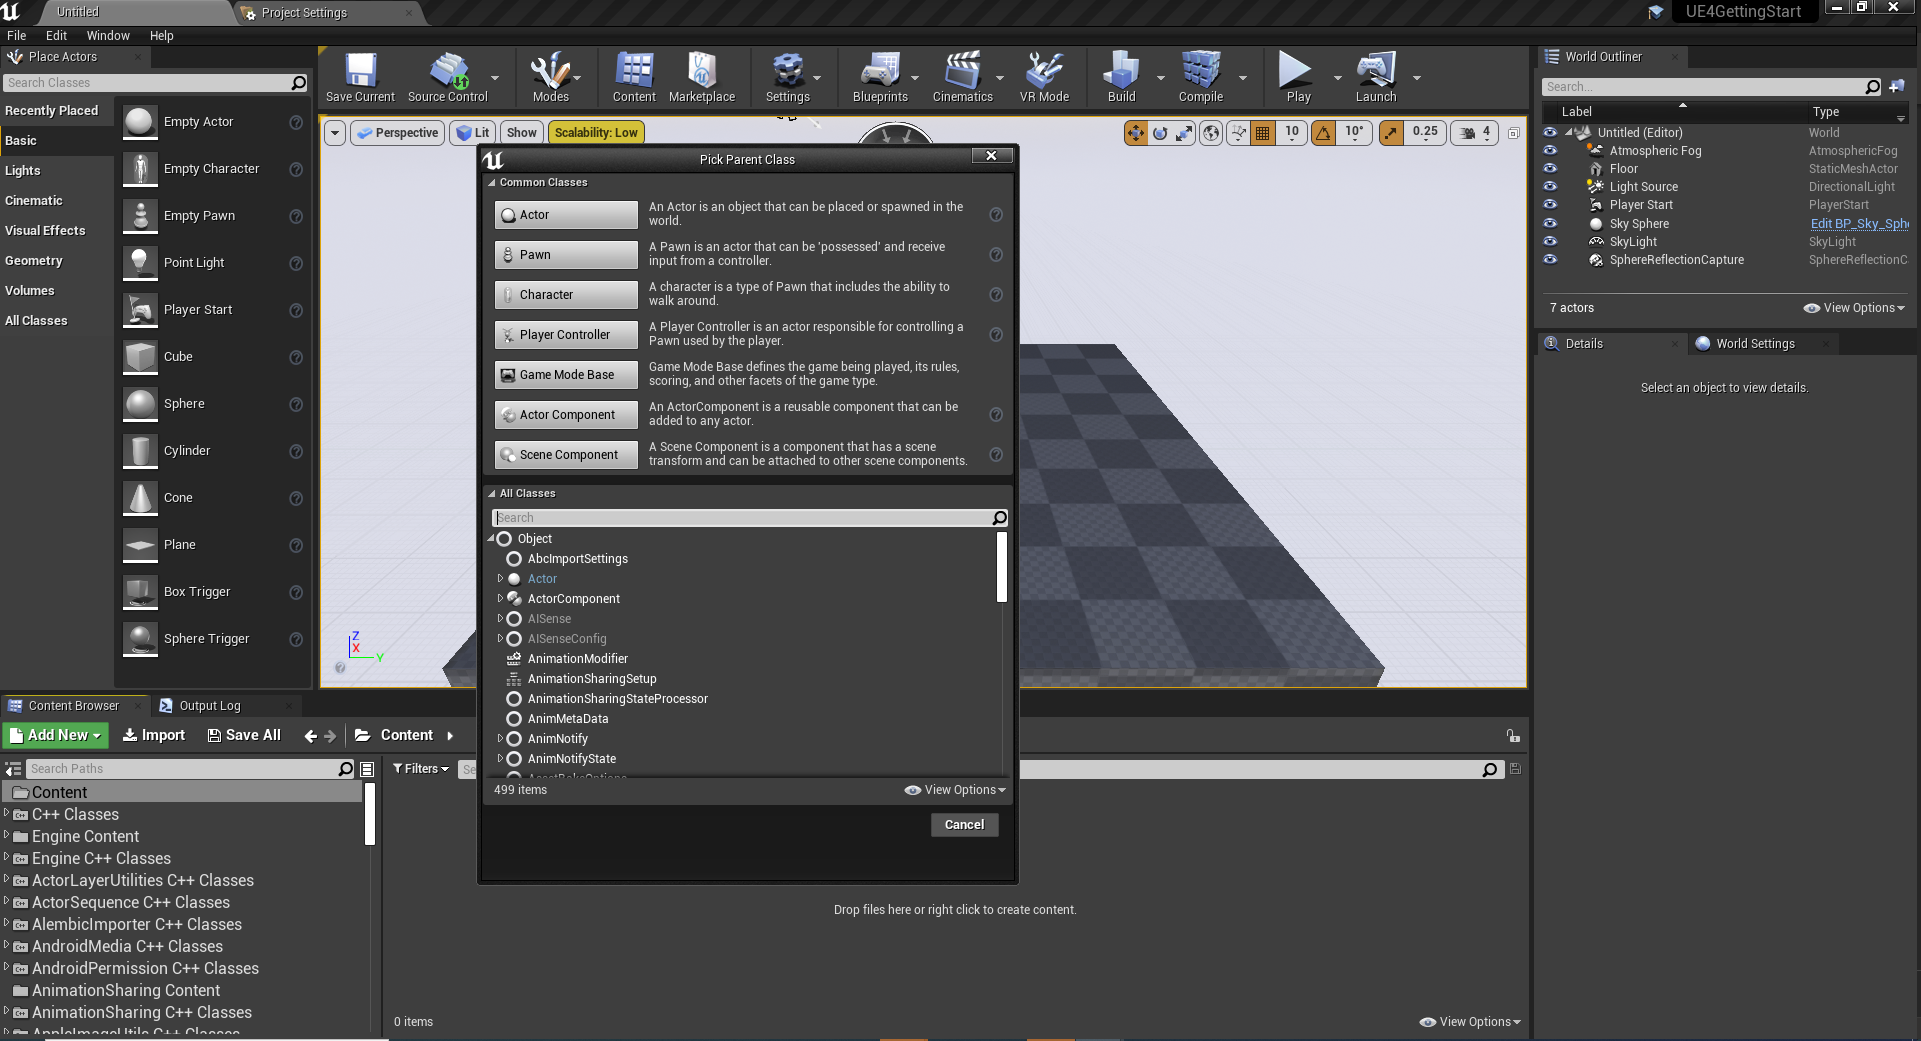 Untitled
Project Settings
UE4GettingStart
File Edit Window Help
Place Actors
Search Classes
Recently Placed
Basic
Lights
Cinematic
Visual Effects
Geometry
Volumes
All Classes
Empty Actor
Empty Character
Empty Pawn
Point Light
Player Start
Cube
Sphere
Cylinder
Cone
Plane
Box Trigger
Sphere Trigger
Save Current
Source Control
Modes
Content
Marketplace
Settings
Blueprints
Cinematics
VR Mode
Build
Compile
Play
Launch
Perspective
Lit
Show
Scalability: Low
10
10°
0.25
4
Z
X
Y
Pick Parent Class
Common Classes
Actor
An Actor is an object that can be placed or spawned in the
world.
Pawn
A Pawn is an actor that can be 'possessed' and receive
input from a controller.
Character
A character is a type of Pawn that includes the ability to
walk around.
Player Controller
A Player Controller is an actor responsible for controlling a
Pawn used by the player.
Game Mode Base
Game Mode Base defines the game being played, its rules,
scoring, and other facets of the game type.
Actor Component
An ActorComponent is a reusable component that can be
added to any actor.
Scene Component
A Scene Component is a component that has a scene
transform and can be attached to other scene components.
All Classes
Search
Object
AbcImportSettings
Actor
ActorComponent
AISense
AISenseConfig
AnimationModifier
AnimationSharingSetup
AnimationSharingStateProcessor
AnimMetaData
AnimNotify
AnimNotifyState
499 items
View Options
Cancel
World Outliner
Search...
Label Type
Untitled (Editor) World
Atmospheric Fog AtmosphericFog
Floor StaticMeshActor
Light Source DirectionalLight
Player Start PlayerStart
Sky Sphere Edit BP_Sky_Sphe
SkyLight SkyLight
SphereReflectionCapture SphereReflectionC
7 actors
View Options
Details
World Settings
Select an object to view details.
Content Browser
Output Log
Add New
Import
Save All
Content
Search Paths
Filters
Se
Content
C++ Classes
Engine Content
Engine C++ Classes
ActorLayerUtilities C++ Classes
ActorSequence C++ Classes
AlembicImporter C++ Classes
AndroidMedia C++ Classes
AndroidPermission C++ Classes
AnimationSharing Content
AnimationSharing C++ Classes
AppleImageUtils C++ Classes
Drop files here or right click to create content.
0 items
View Options